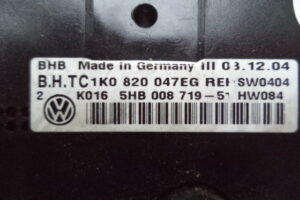 BHB Made in Germany III 03.12.04
B.H.TC 1K0 820 047EG REH SW0404
2 K016 5HB 008 719-51 HW084